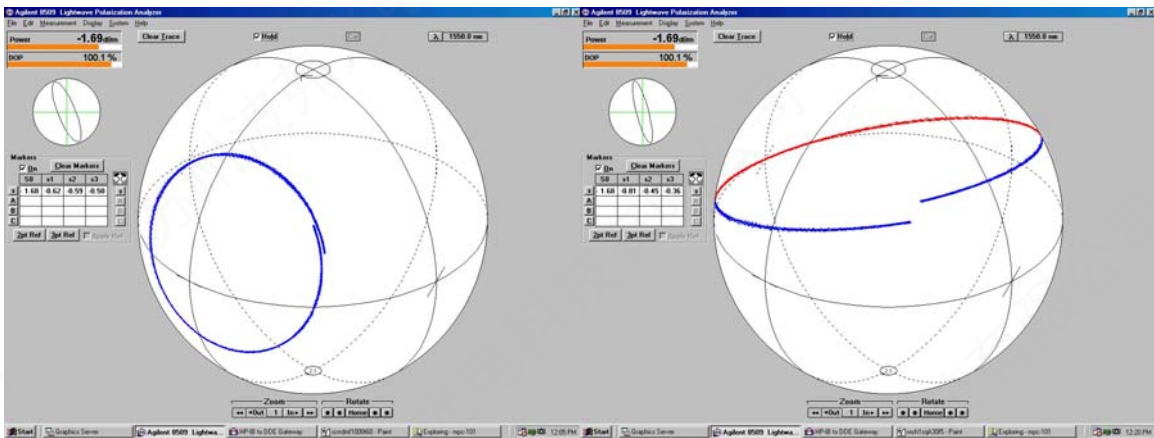 Agilent 8509 Lightwave Polarization Analyzer
File Edit Measurement Display System Help
Power -1.69dBm
DOP 100.1 %
Clear Trace
Hold
λ 1550.0 nm
Markers
On Clear Markers
S0 s1 s2 s3
s -1.68 -0.62 -0.59 -0.50 s
A
B
C
2pt Ref 3pt Ref Apply Ref
Zoom Rotate
Out 1 In+ Home
Start Graphics Server Agilent 8509 Lightwa... HP-IB to DDE Gateway Exploring - mpc-101 12:05 PM
Agilent 8509 Lightwave Polarization Analyzer
File Edit Measurement Display System Help
Power -1.69dBm
DOP 100.1 %
Clear Trace
Hold
λ 1550.0 nm
Markers
On Clear Markers
S0 s1 s2 s3
s -1.68 -0.81 -0.45 -0.36 s
A
B
C
2pt Ref 3pt Ref Apply Ref
Zoom Rotate
Out 1 In+ Home
Start Graphics Server Agilent 8509 Lightwa... HP-IB to DDE Gateway Exploring - mpc-101 12:20 PM